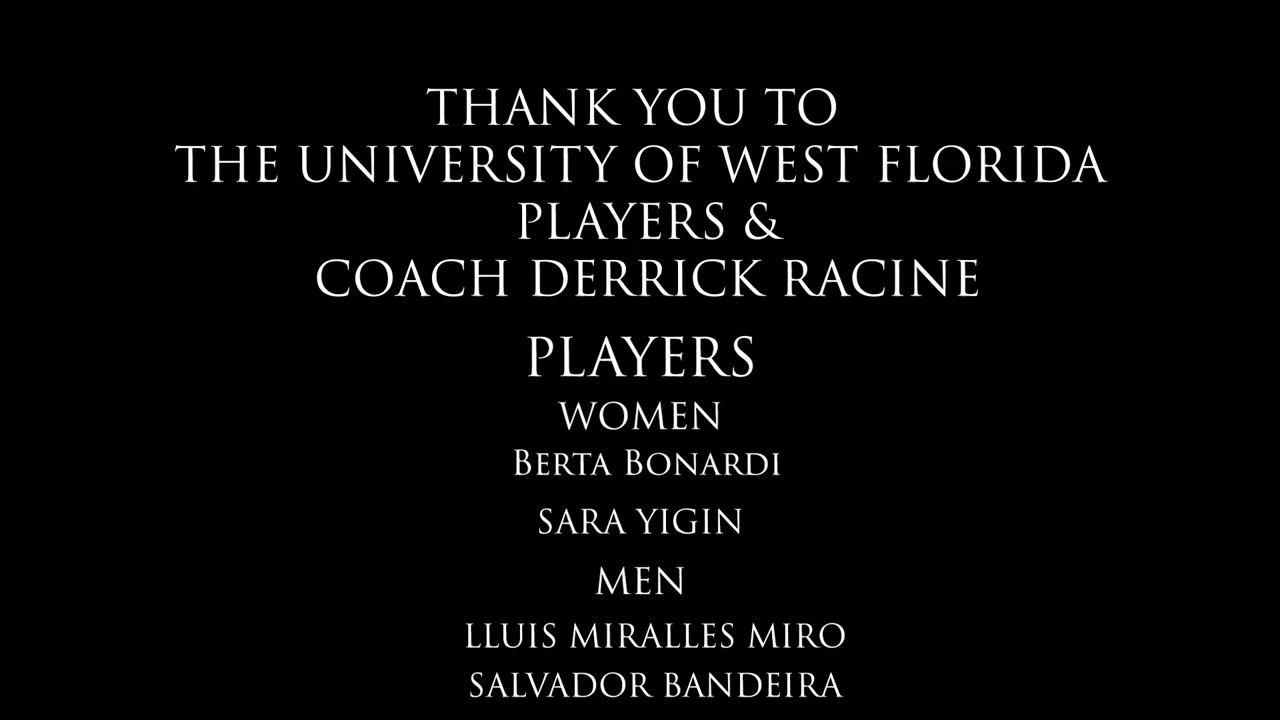 THANK YOU TO
THE UNIVERSITY OF WEST FLORIDA
PLAYERS &
COACH DERRICK RACINE
PLAYERS
WOMEN
BERTA BONARDI
SARA YIGIN
MEN
LLUIS MIRALLES MIRO
SALVADOR BANDEIRA